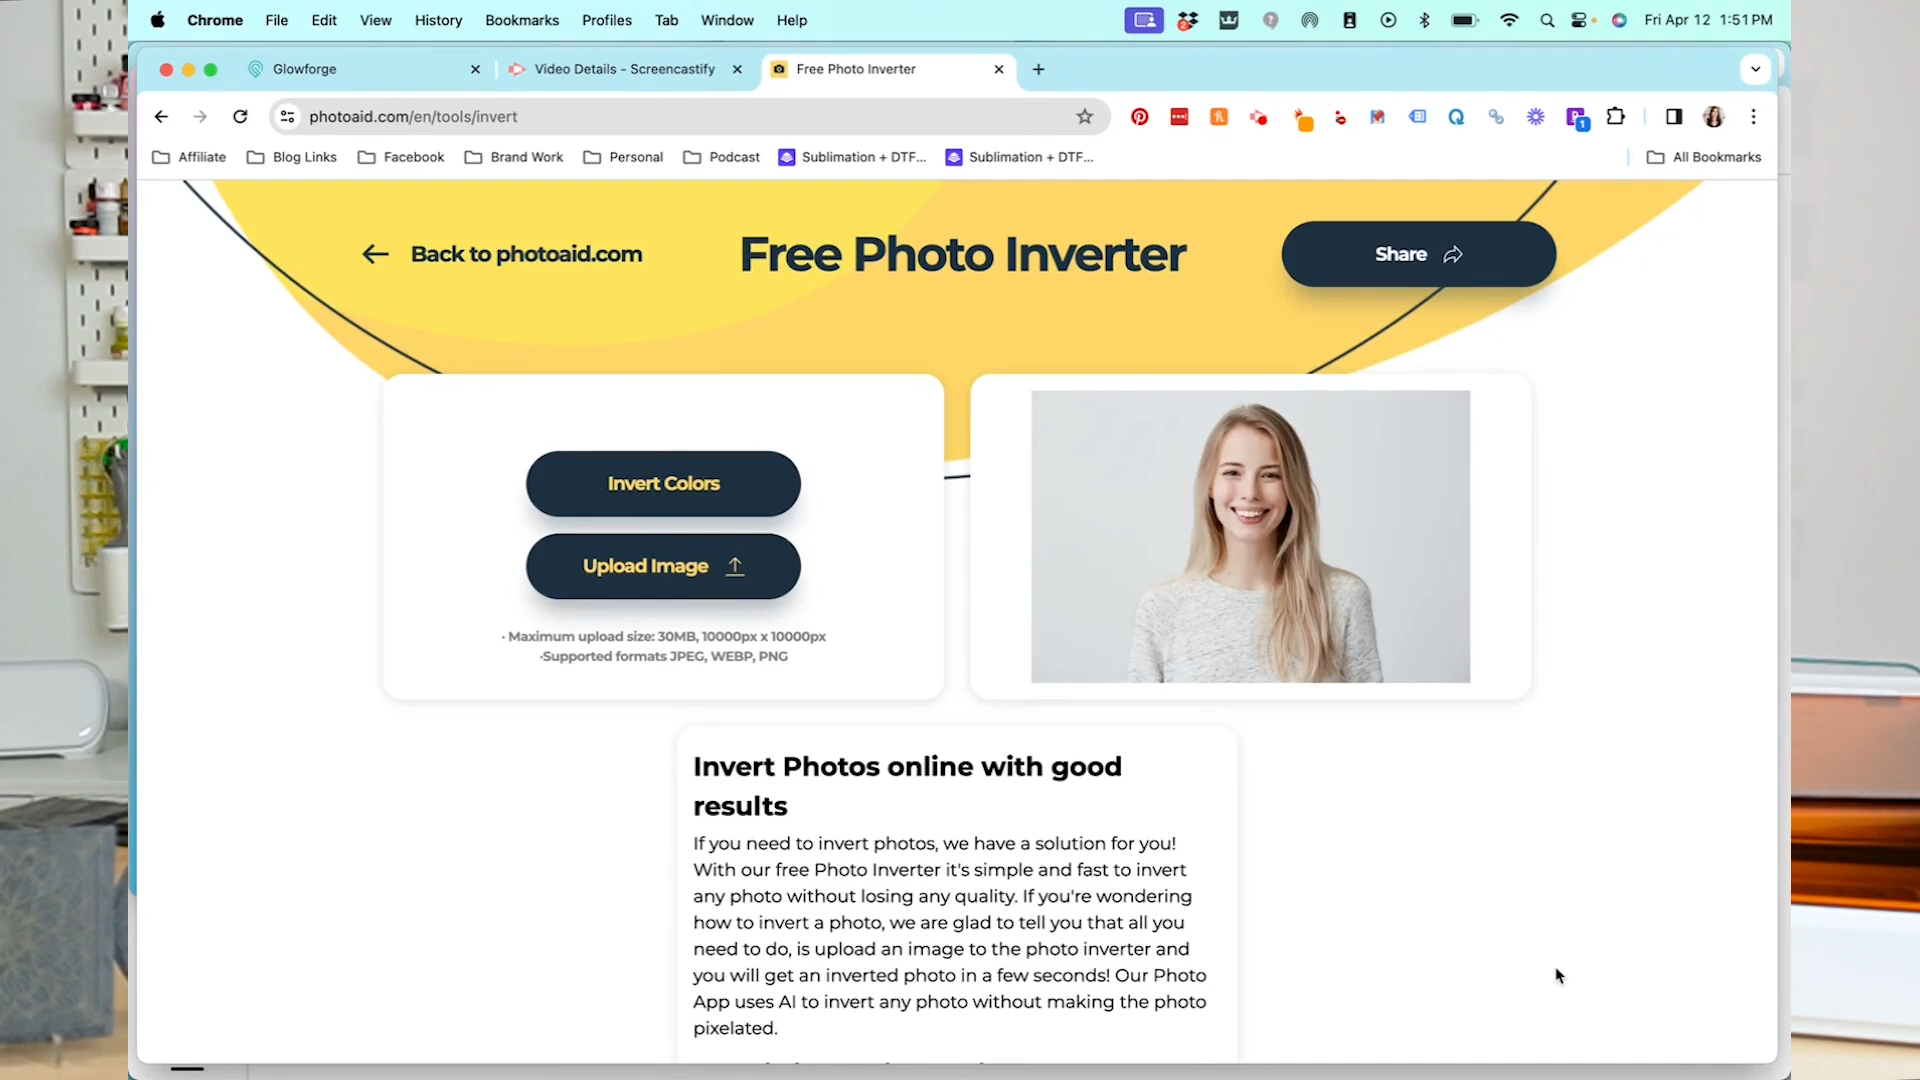 Chrome File Edit View History Bookmarks Profiles Tab Window Help
Fri Apr 12 1:51 PM
Glowforge
Video Details - Screencastify
Free Photo Inverter
photoaid.com/en/tools/invert
Affiliate
Blog Links
Facebook
Brand Work
Personal
Podcast
Sublimation + DTF...
Sublimation + DTF...
All Bookmarks
Back to photoaid.com
Free Photo Inverter
Share
Invert Colors
Upload Image
· Maximum upload size: 30MB, 10000px x 10000px
·Supported formats JPEG, WEBP, PNG
Invert Photos online with good
results
If you need to invert photos, we have a solution for you!
With our free Photo Inverter it's simple and fast to invert
any photo without losing any quality. If you're wondering
how to invert a photo, we are glad to tell you that all you
need to do, is upload an image to the photo inverter and
you will get an inverted photo in a few seconds! Our Photo
App uses AI to invert any photo without making the photo
pixelated.